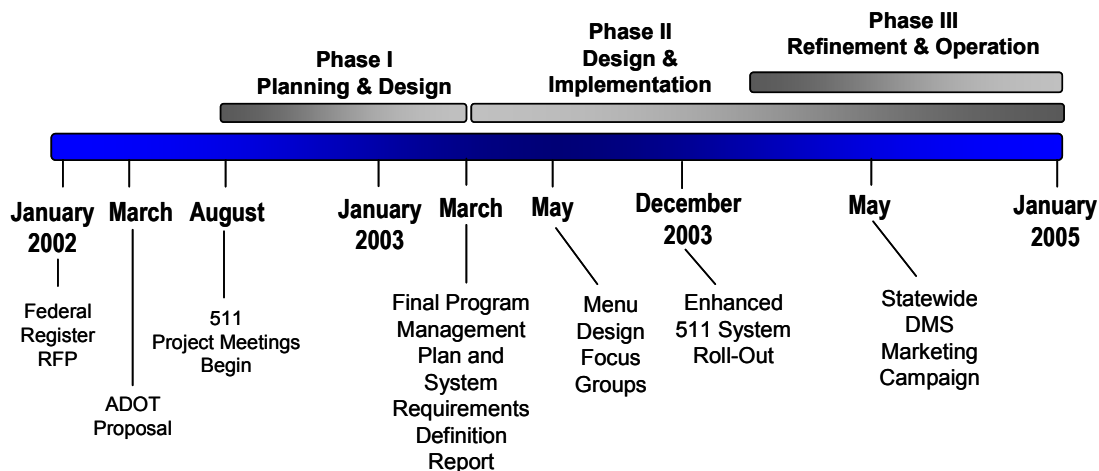 Phase I
Planning & Design
Phase II
Design &
Implementation
Phase III
Refinement & Operation
January
2002
March
August
January
2003
March
May
December
2003
May
January
2005
Federal
Register
RFP
ADOT
Proposal
511
Project Meetings
Begin
Final Program
Management
Plan and
System
Requirements
Definition
Report
Menu
Design
Focus
Groups
Enhanced
511 System
Roll-Out
Statewide
DMS
Marketing
Campaign